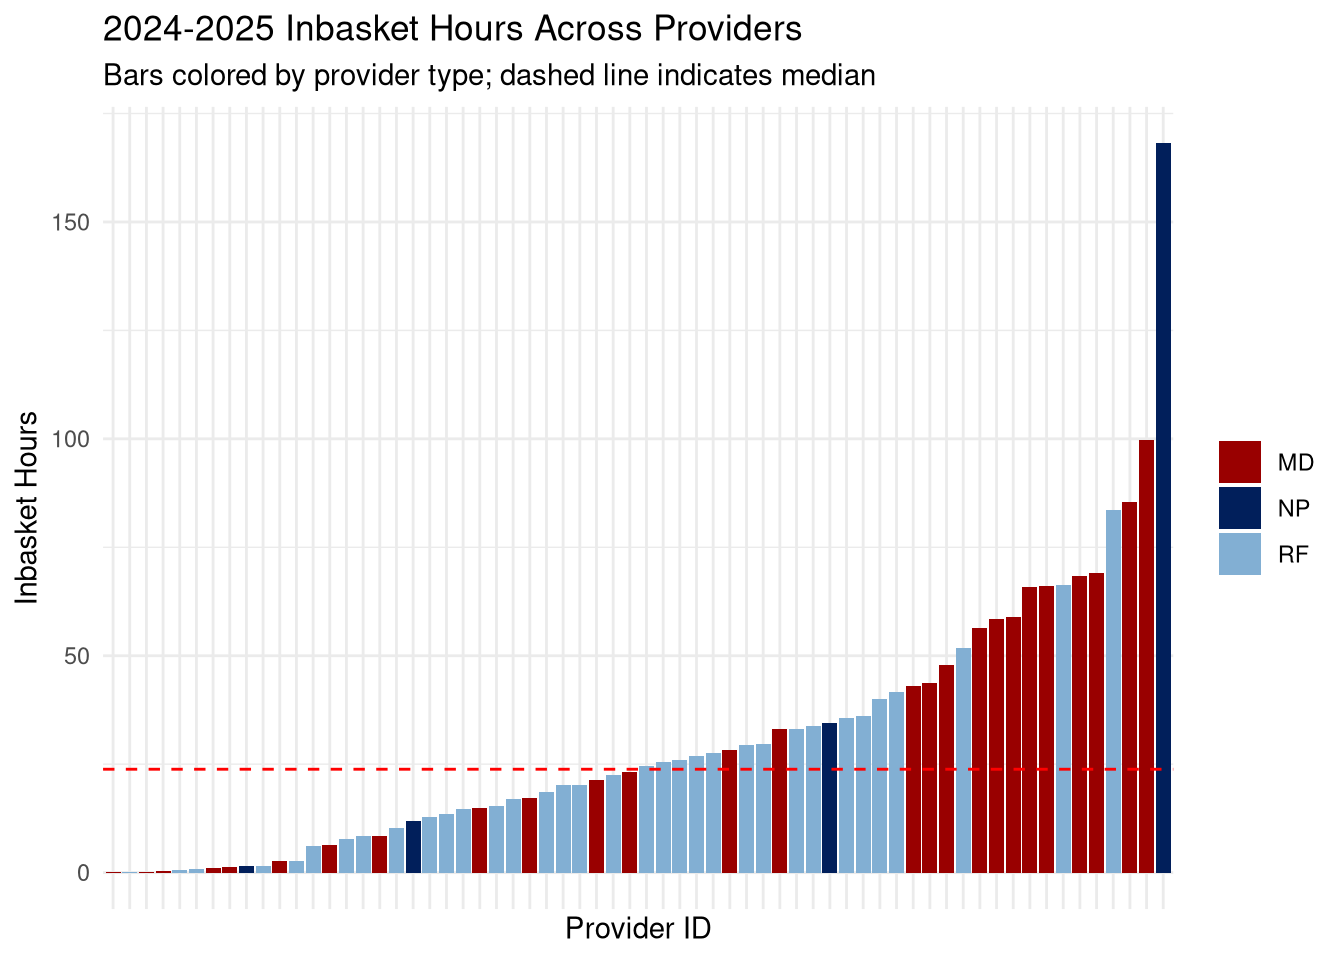 2024-2025 Inbasket Hours Across Providers
Bars colored by provider type; dashed line indicates median
150
100
50
0
Inbasket Hours
Provider ID
MD
NP
RF